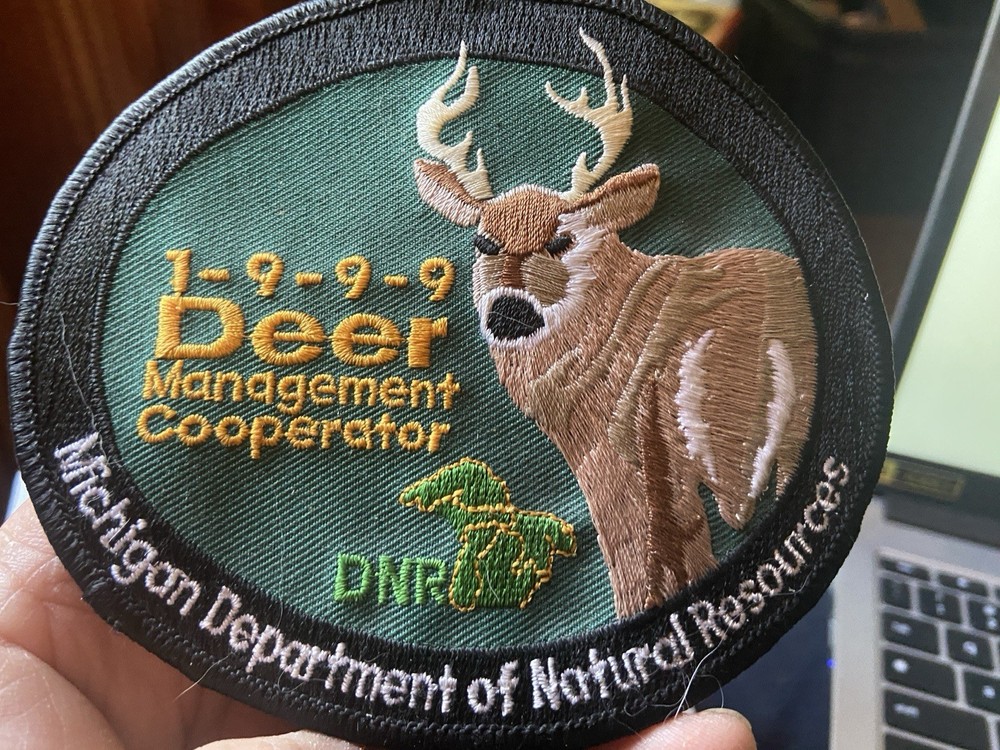 1-9-9-9
Deer
Management
Cooperator
DNR
Michigan Department of Natural Resources